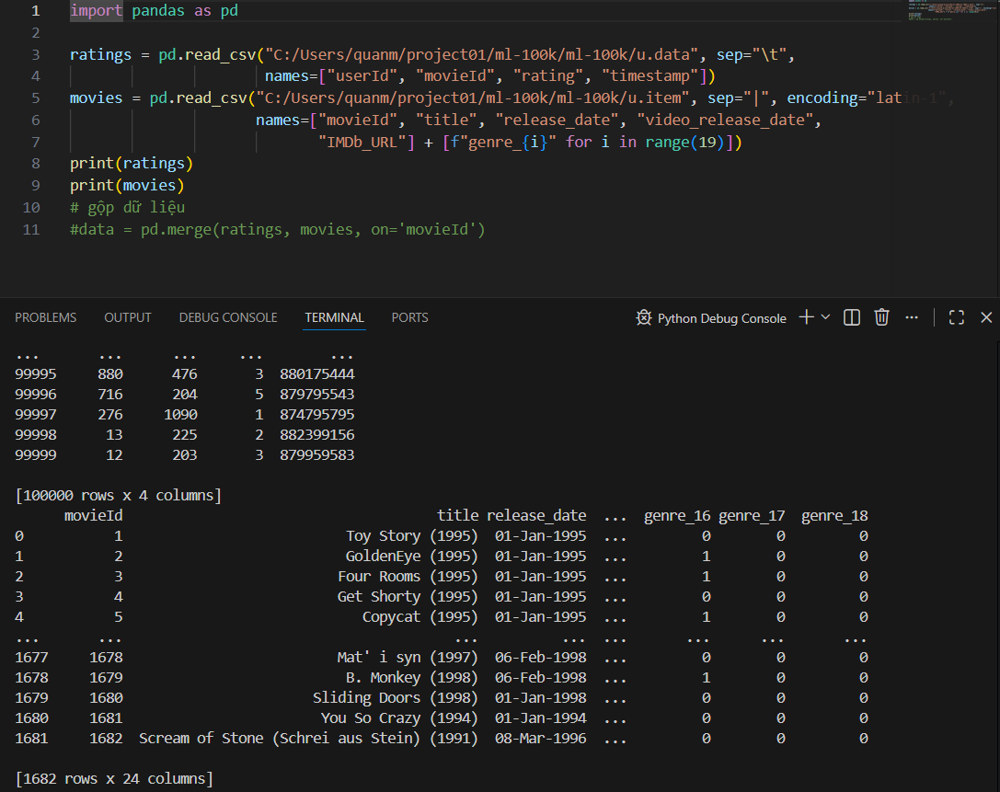 1 import pandas as pd
2
3 ratings = pd.read_csv("C:/Users/quanm/project01/ml-100k/ml-100k/u.data", sep="\t",
4 names=["userId", "movieId", "rating", "timestamp"])
5 movies = pd.read_csv("C:/Users/quanm/project01/ml-100k/ml-100k/u.item", sep="|", encoding="latin-1",
6 names=["movieId", "title", "release_date", "video_release_date",
7 "IMDb_URL"] + [f"genre_{i}" for i in range(19)])
8 print(ratings)
9 print(movies)
10 # gộp dữ liệu
11 #data = pd.merge(ratings, movies, on='movieId')
PROBLEMS OUTPUT DEBUG CONSOLE TERMINAL PORTS Python Debug Console
... ... ... ... ...
99995 880 476 3 880175444
99996 716 204 5 879795543
99997 276 1090 1 874795795
99998 13 225 2 882399156
99999 12 203 3 879959583
[100000 rows x 4 columns]
movieId title release_date ... genre_16 genre_17 genre_18
0 1 Toy Story (1995) 01-Jan-1995 ... 0 0 0
1 2 GoldenEye (1995) 01-Jan-1995 ... 1 0 0
2 3 Four Rooms (1995) 01-Jan-1995 ... 1 0 0
3 4 Get Shorty (1995) 01-Jan-1995 ... 0 0 0
4 5 Copycat (1995) 01-Jan-1995 ... 1 0 0
... ... ... ... ... ... ... ...
1677 1678 Mat' i syn (1997) 06-Feb-1998 ... 0 0 0
1678 1679 B. Monkey (1998) 06-Feb-1998 ... 1 0 0
1679 1680 Sliding Doors (1998) 01-Jan-1998 ... 0 0 0
1680 1681 You So Crazy (1994) 01-Jan-1994 ... 0 0 0
1681 1682 Scream of Stone (Schrei aus Stein) (1991) 08-Mar-1996 ... 0 0 0
[1682 rows x 24 columns]